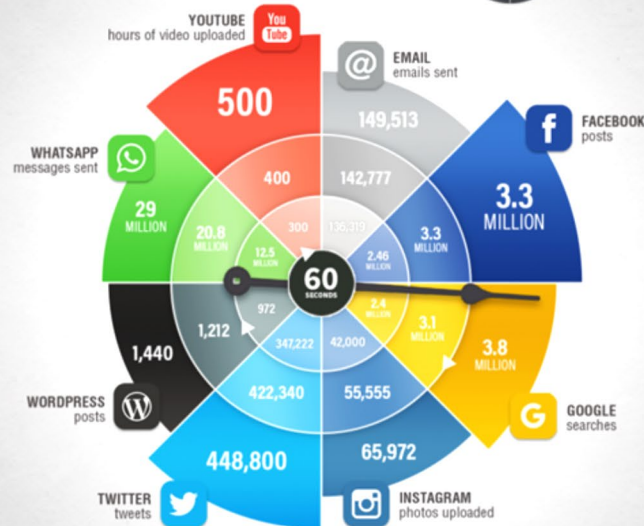 YOUTUBE
hours of video uploaded
You
Tube
500
400
300
@
EMAIL
emails sent
149,513
142,777
136,319
f
FACEBOOK
posts
3.3
MILLION
3.3
MILLION
2.46
MILLION
WHATSAPP
messages sent
29
MILLION
20.8
MILLION
12.5
MILLION
60
SECONDS
2.4
MILLION
3.1
MILLION
3.8
MILLION
G
GOOGLE
searches
972
1,212
1,440
WORDPRESS
posts
W
347,222
422,340
448,800
TWITTER
tweets
42,000
55,555
65,972
INSTAGRAM
photos uploaded